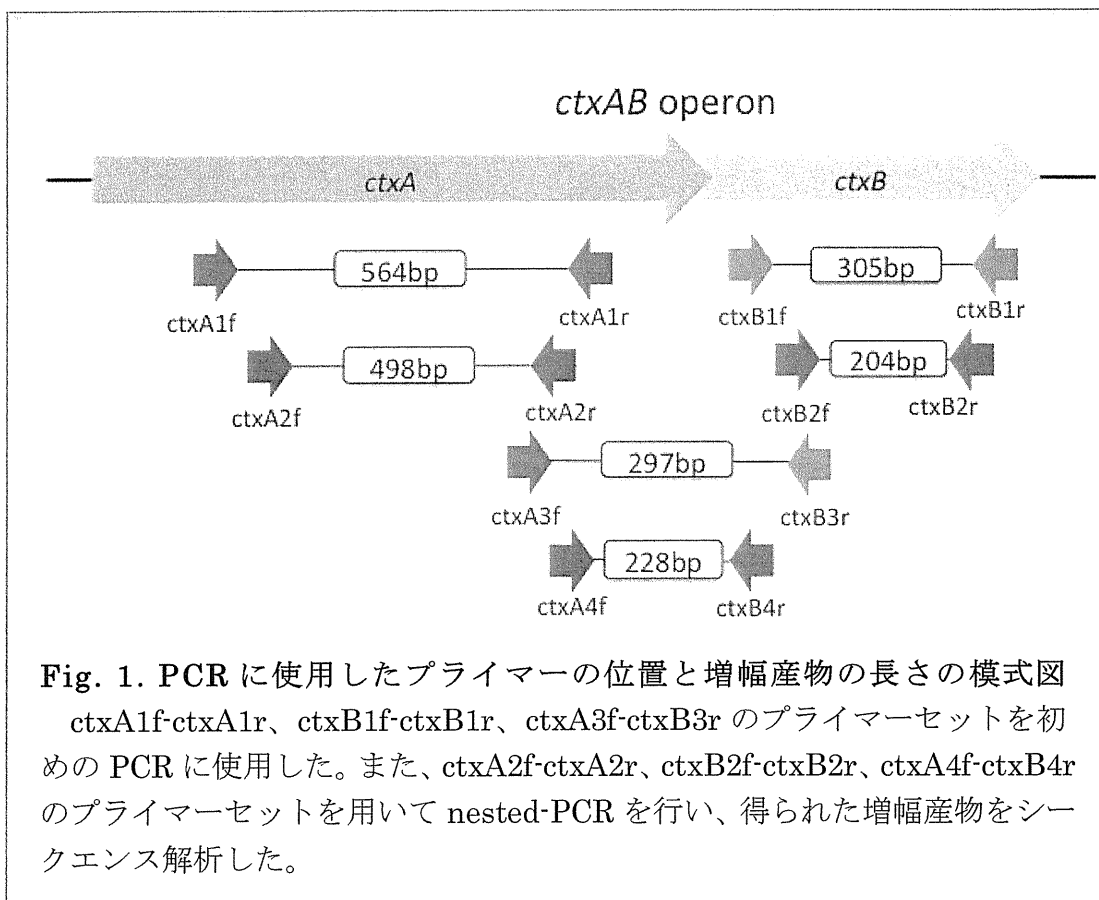 ctxAB operon
ctxA
ctxB
564bp
305bp
ctxA1f
ctxA1r
ctxB1f
ctxB1r
498bp
204bp
ctxA2f
ctxA2r
ctxB2f
ctxB2r
297bp
ctxA3f
ctxB3r
228bp
ctxA4f
ctxB4r
Fig. 1. PCR に使用したプライマーの位置と増幅産物の長さの模式図
ctxA1f-ctxA1r、ctxB1f-ctxB1r、ctxA3f-ctxB3r のプライマーセットを初
めの PCR に使用した。また、ctxA2f-ctxA2r、ctxB2f-ctxB2r、ctxA4f-ctxB4r
のプライマーセットを用いて nested-PCR を行い、得られた増幅産物をシー
クエンス解析した。